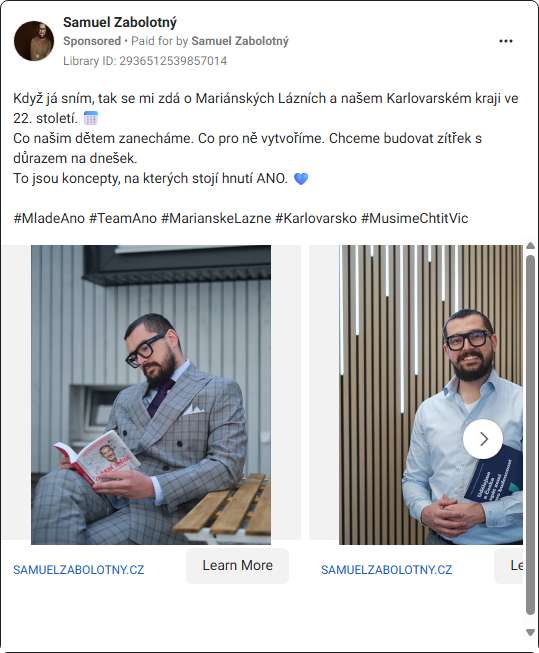 Samuel Zabolotný
Sponsored • Paid for by Samuel Zabolotný
Library ID: 2936512539857014
Když já sním, tak se mi zdá o Mariánských Lázních a našem Karlovarském kraji ve
22. století. 🗓️
Co našim dětem zanecháme. Co pro ně vytvoříme. Chceme budovat zítřek s
důrazem na dnešek.
To jsou koncepty, na kterých stojí hnutí ANO. 💙
#MladeAno #TeamAno #MarianskeLazne #Karlovarsko #MusimeChtitVic
SAMUELZABOLOTNY.CZ
Learn More
SAMUELZABOLOTNY.CZ
Le